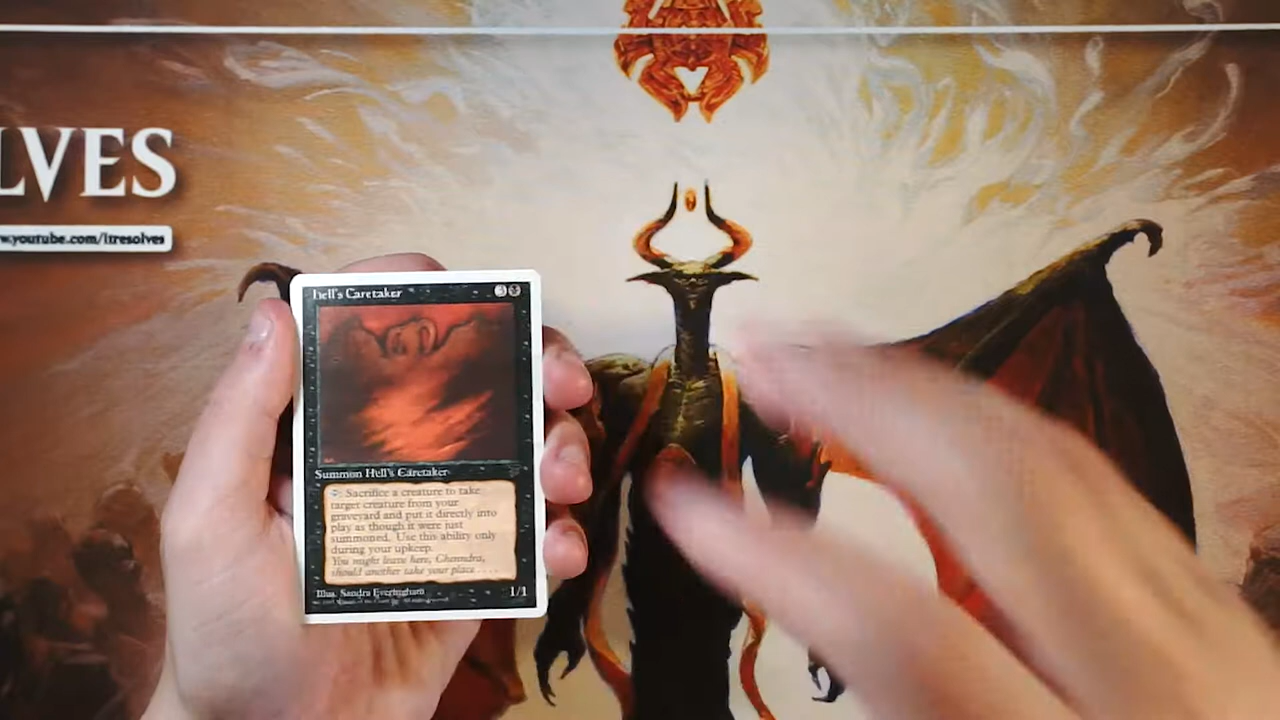 LVES
w.youtube.com/itresolves
Hell's Caretaker
3
Summon Hell's Caretaker
: Sacrifice a creature to take
target creature from your
graveyard and put it directly into
play as though it were just
summoned. Use this ability only
during your upkeep.
You might leave here, Chenndra,
should another take your place . . . .
Illus. Sandra Everingham
1/1